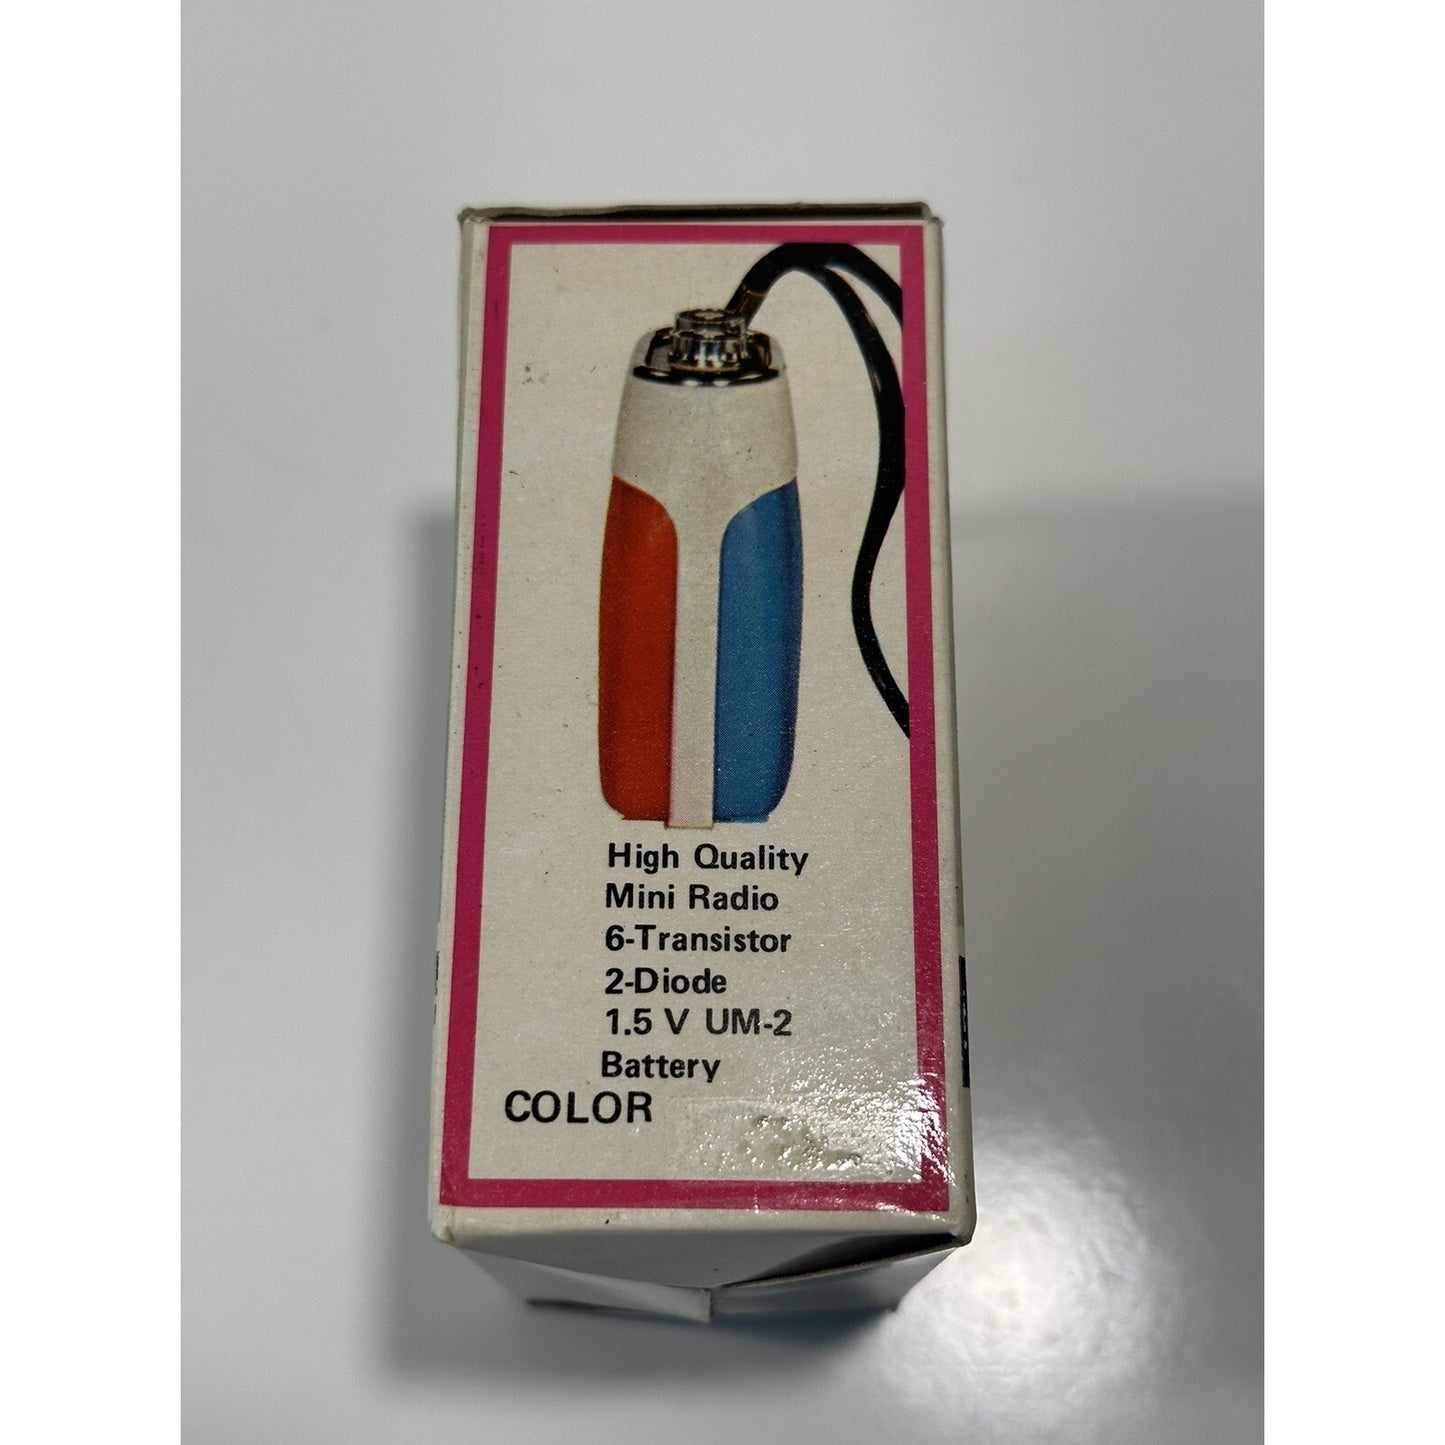 High Quality
Mini Radio
6-Transistor
2-Diode
1.5 V UM-2
Battery
COLOR